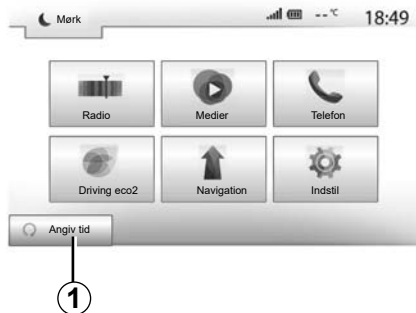 Mørk
--°C
18:49
Radio
Medier
Telefon
Driving eco2
Navigation
Indstil
Angiv tid
1